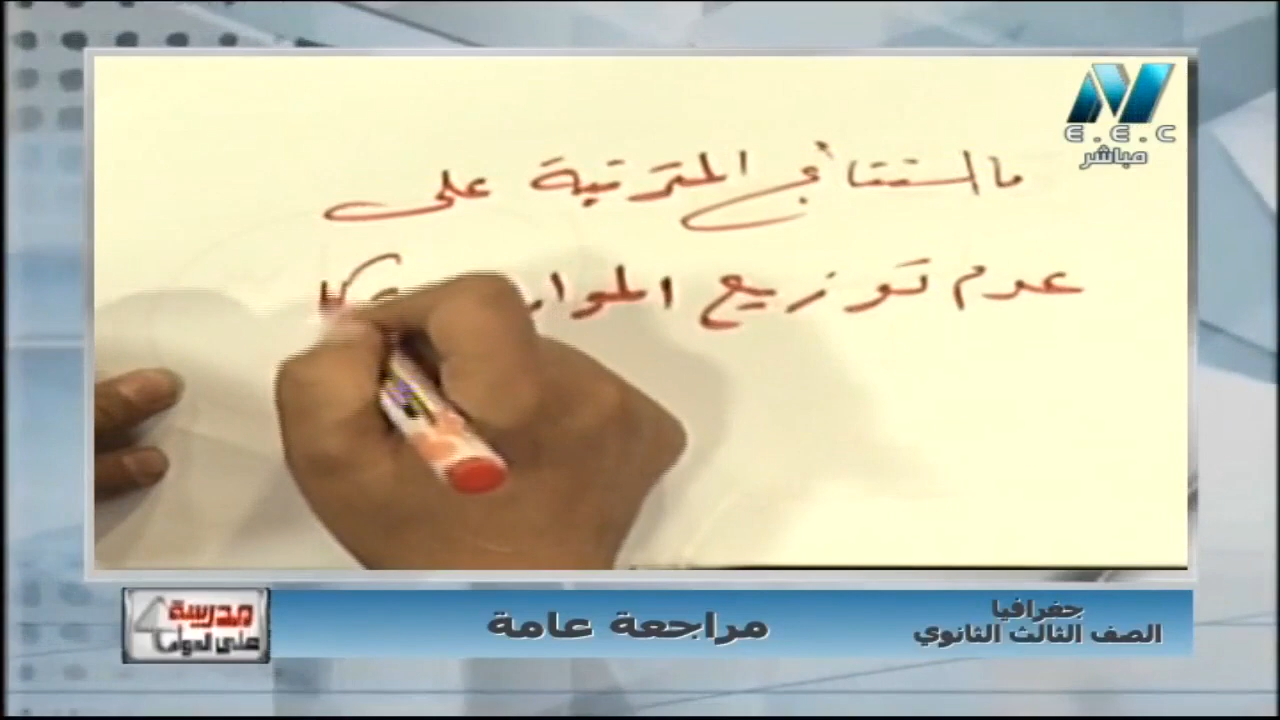 E.E.C
مباشر
ما النتائج المترتبة على
عدم توزيع
جغرافيا
الصف الثالث الثانوي
مراجعة عامة
مدرسة
على الهواء